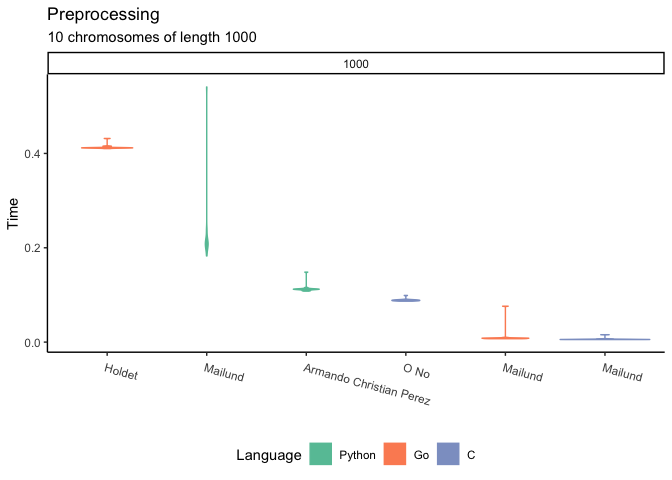 Preprocessing
10 chromosomes of length 1000
1000
Time
0.4
0.2
0.0
Holdet
Mailund
Armando Christian Perez
O No
Mailund
Mailund
Language Python Go C